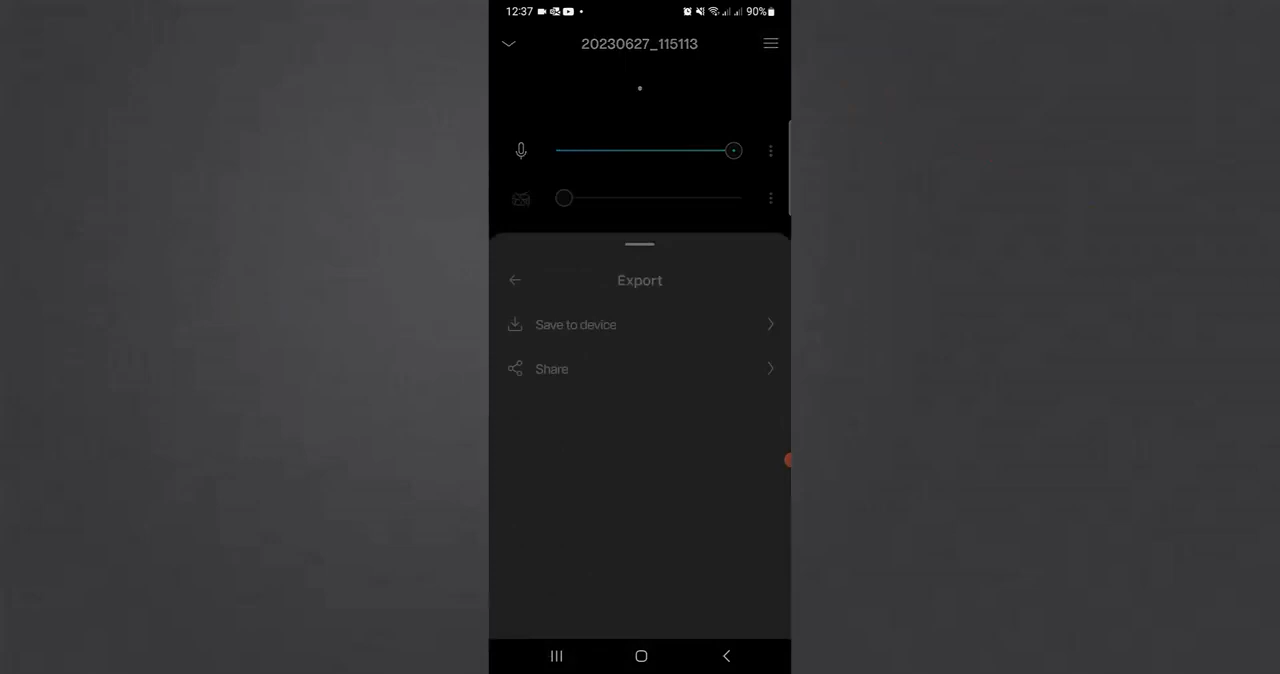 12:37 90%
20230627_115113
Export
Save to device
Share